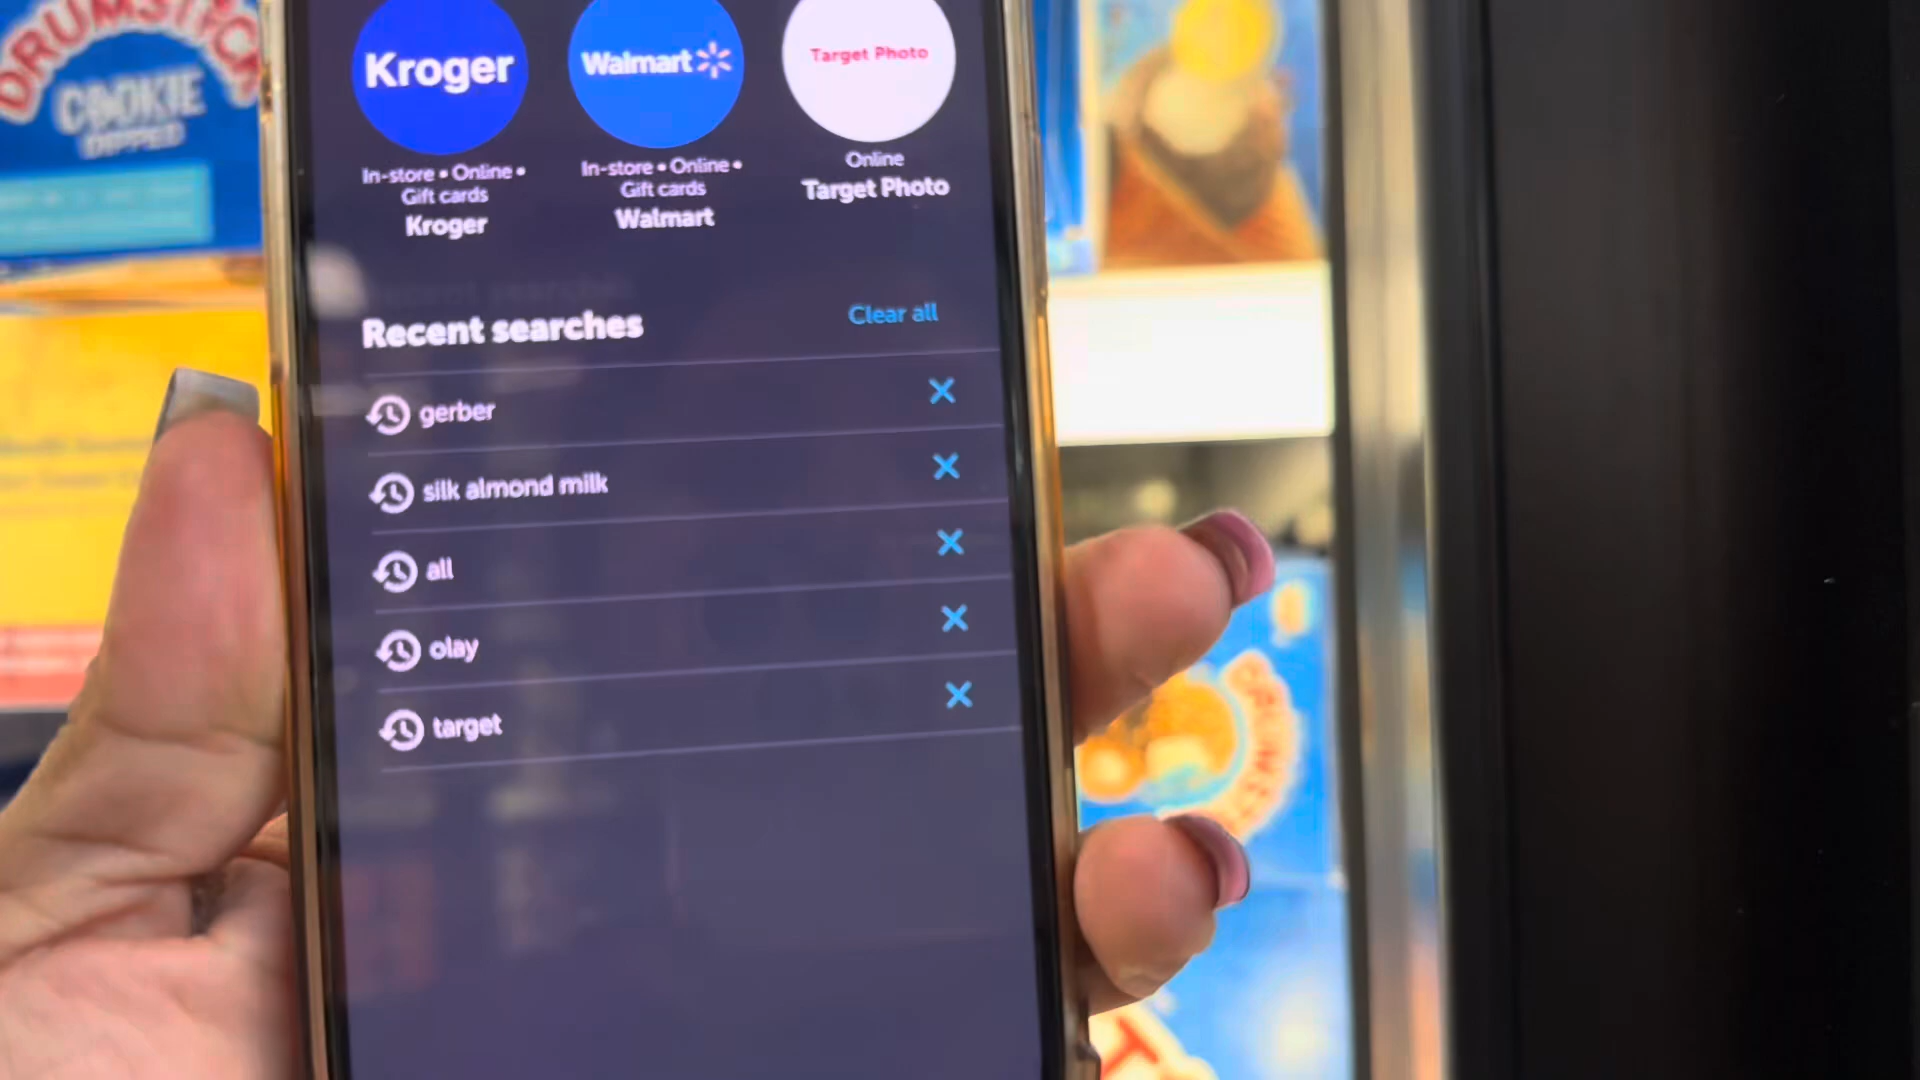 DRUMSTICK
COOKIE
DIPPED
Kroger
Walmart
Target Photo
In-store • Online •
Gift cards
Kroger
In-store • Online •
Gift cards
Walmart
Online
Target Photo
Recent searches
Clear all
gerber
silk almond milk
all
olay
target